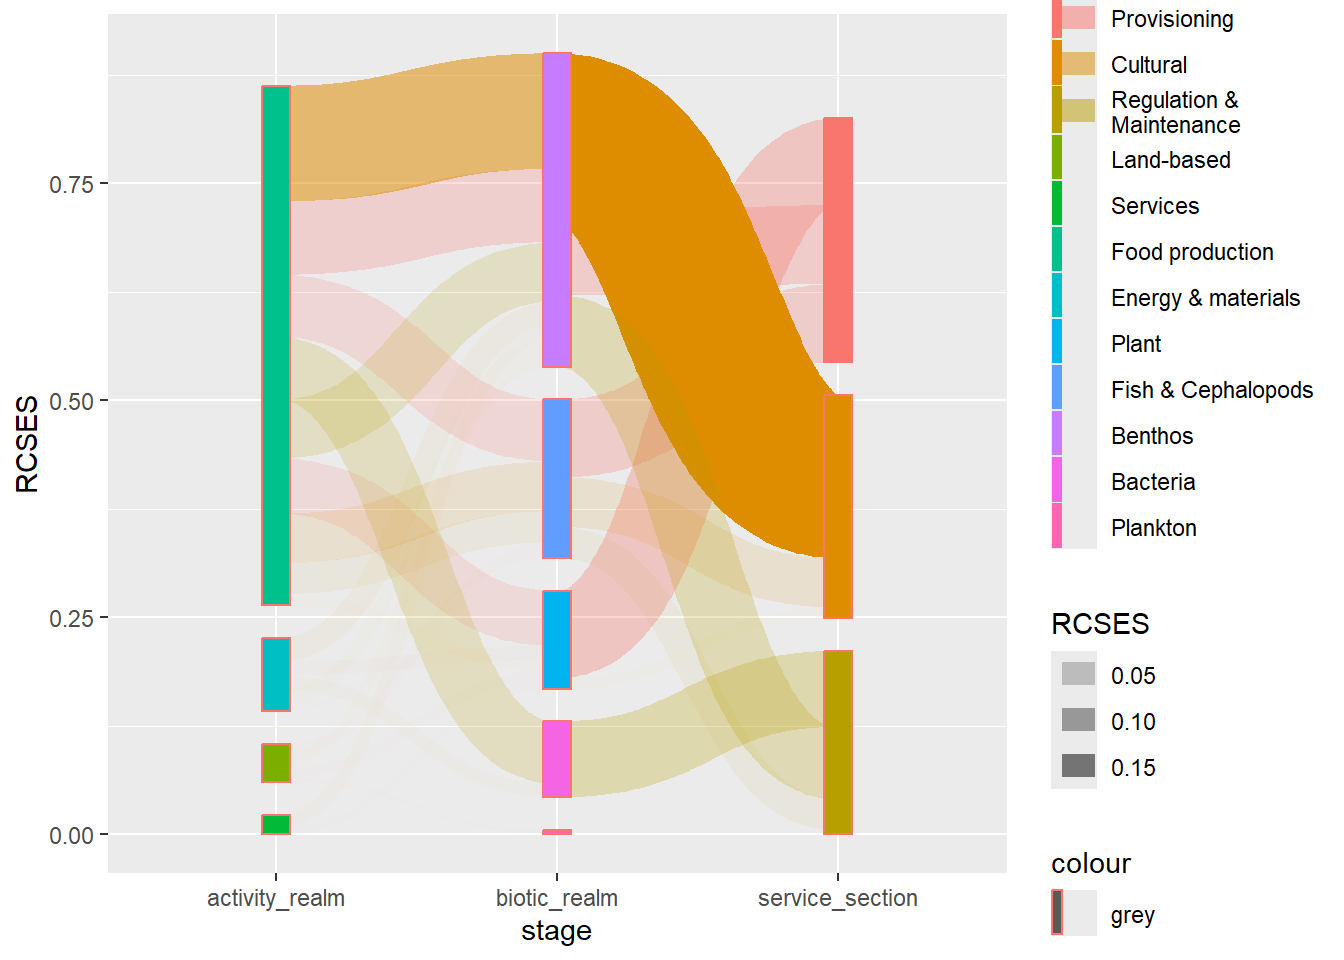 RCSES
0.75
0.50
0.25
0.00
activity_realm
biotic_realm
service_section
stage
Provisioning
Cultural
Regulation &
Maintenance
Land-based
Services
Food production
Energy & materials
Plant
Fish & Cephalopods
Benthos
Bacteria
Plankton
RCSES
0.05
0.10
0.15
colour
grey